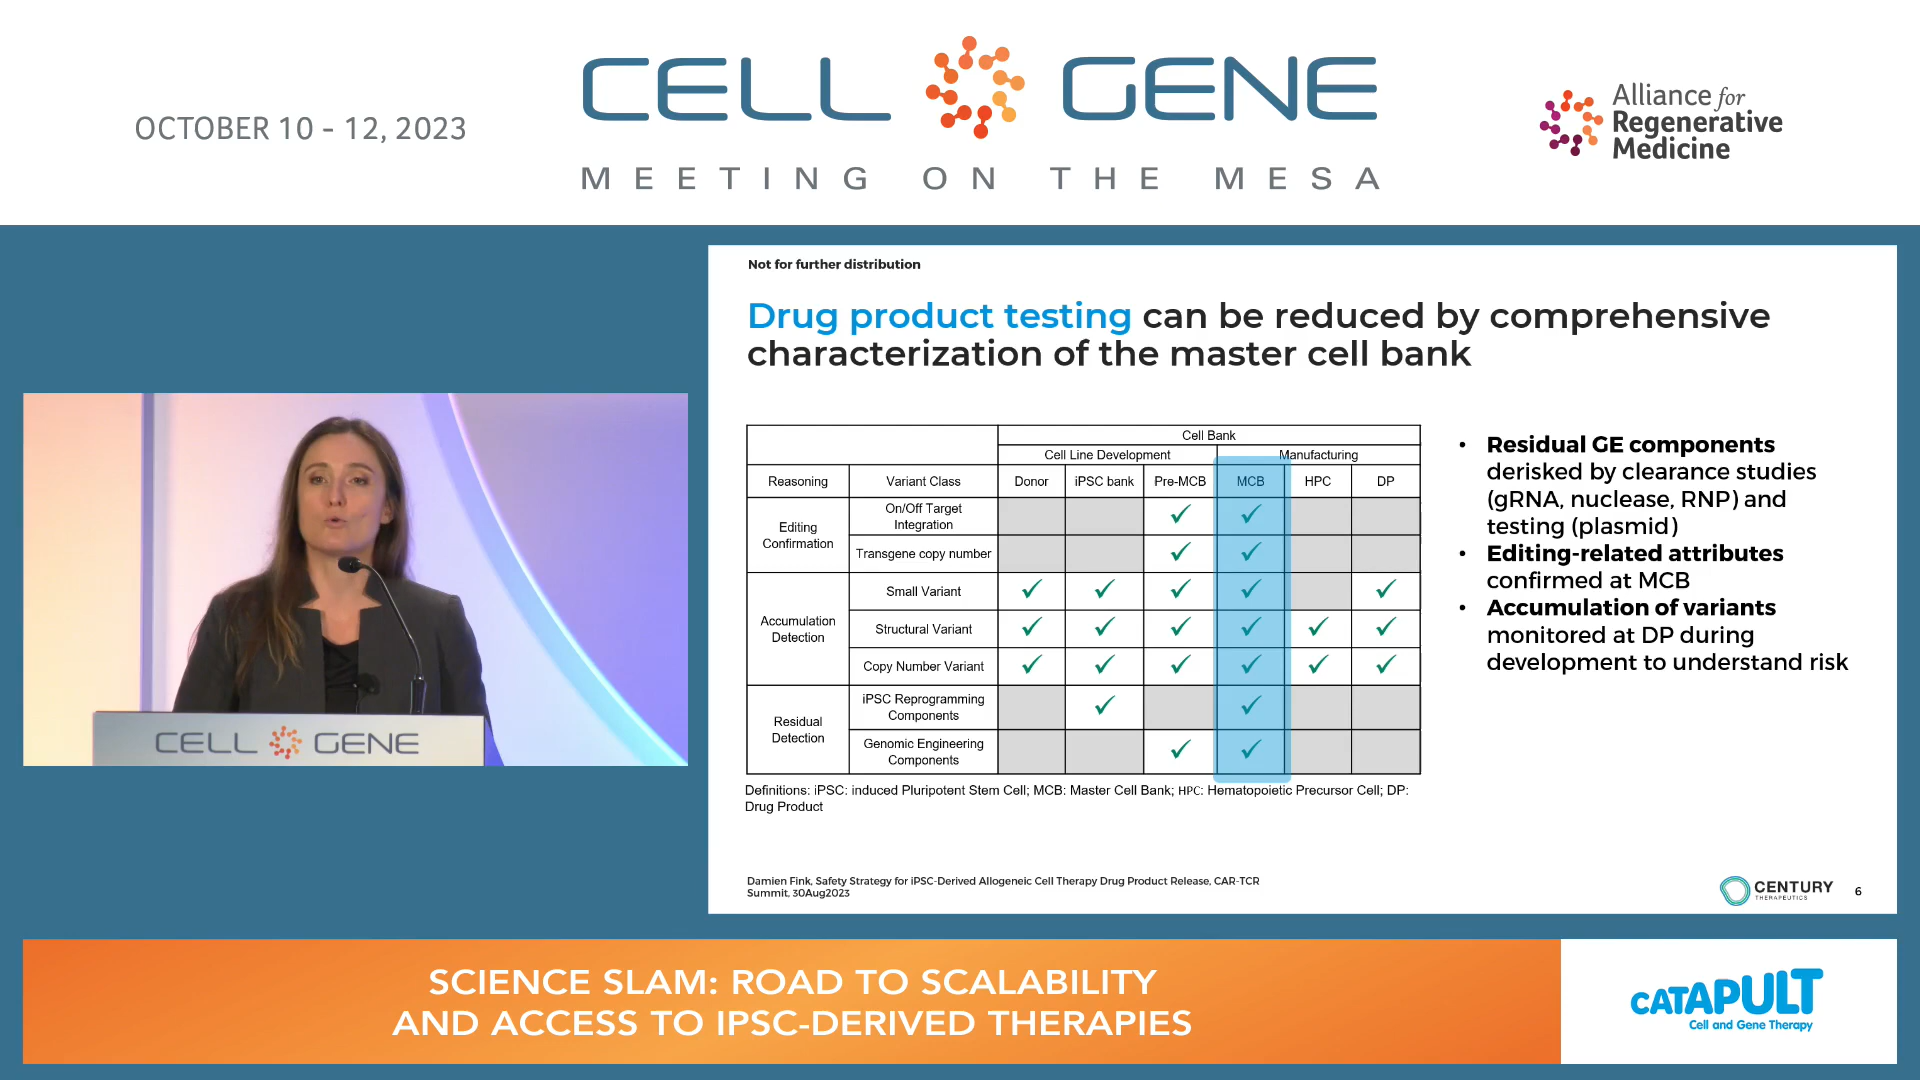 OCTOBER 10 - 12, 2023
CELL GENE
MEETING ON THE MESA
Alliance for
Regenerative
Medicine
CELL GENE
Not for further distribution
Drug product testing can be reduced by comprehensive
characterization of the master cell bank
Cell Bank
Cell Line Development Manufacturing
Reasoning Variant Class Donor iPSC bank Pre-MCB MCB HPC DP
Editing
Confirmation
On/Off Target
Integration
✓ ✓
Transgene copy number ✓ ✓
Accumulation
Detection
Small Variant ✓ ✓ ✓ ✓ ✓
Structural Variant ✓ ✓ ✓ ✓ ✓ ✓
Copy Number Variant ✓ ✓ ✓ ✓ ✓ ✓
Residual
Detection
iPSC Reprogramming
Components
✓ ✓
Genomic Engineering
Components
✓ ✓
Definitions: iPSC: induced Pluripotent Stem Cell; MCB: Master Cell Bank; HPC: Hematopoietic Precursor Cell; DP:
Drug Product
• Residual GE components
derisked by clearance studies
(gRNA, nuclease, RNP) and
testing (plasmid)
• Editing-related attributes
confirmed at MCB
• Accumulation of variants
monitored at DP during
development to understand risk
Damien Fink, Safety Strategy for iPSC-Derived Allogeneic Cell Therapy Drug Product Release, CAR-TCR
Summit, 30Aug2023
CENTURY
THERAPEUTICS
6
SCIENCE SLAM: ROAD TO SCALABILITY
AND ACCESS TO IPSC-DERIVED THERAPIES
CATAPULT
Cell and Gene Therapy